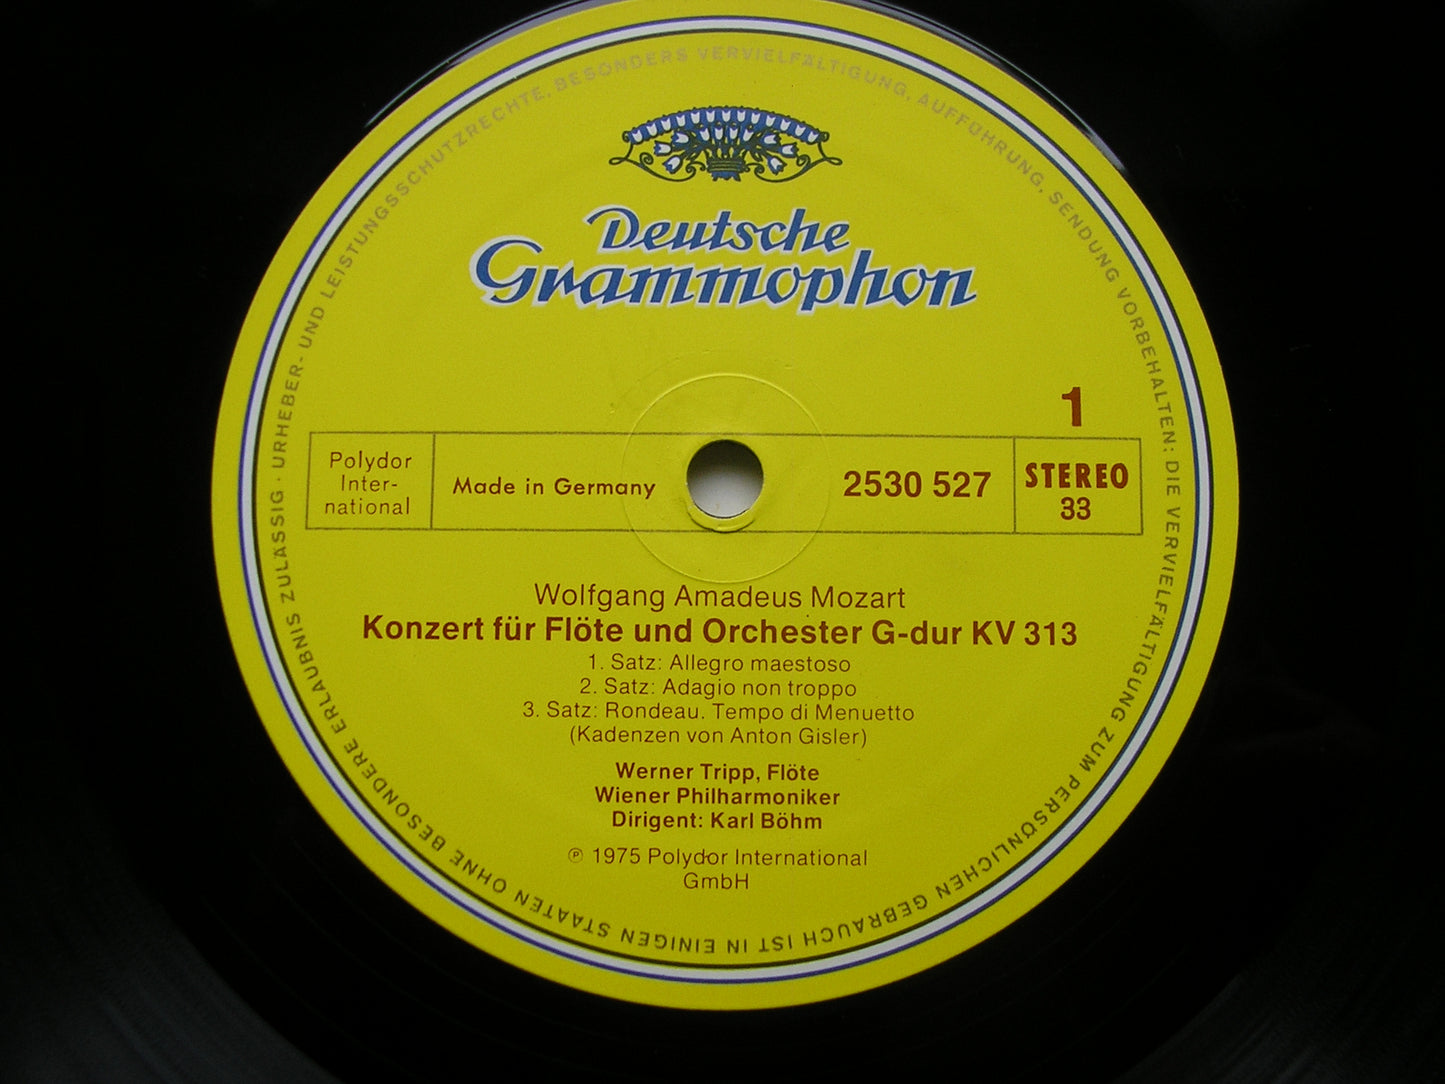 URHEBER- UND LEISTUNGSSCHUTZRECHTE, BESONDERS VERVIELFÄLTIGUNG, AUFFÜHRUNG, SENDUNG VORBEHALTEN: DIE VERVIELFÄLTIGUNG ZUM PERSÖNLICHEN GEBRAUCH IST IN EINIGEN STAATEN OHNE BESONDERE ERLAUBNIS ZULÄSSIG ·
Deutsche
Grammophon
1
Polydor
Inter-
national
Made in Germany
2530 527
STEREO
33
Wolfgang Amadeus Mozart
Konzert für Flöte und Orchester G-dur KV 313
1. Satz: Allegro maestoso
2. Satz: Adagio non troppo
3. Satz: Rondeau. Tempo di Menuetto
(Kadenzen von Anton Gisler)
Werner Tripp, Flöte
Wiener Philharmoniker
Dirigent: Karl Böhm
℗ 1975 Polydor International
GmbH